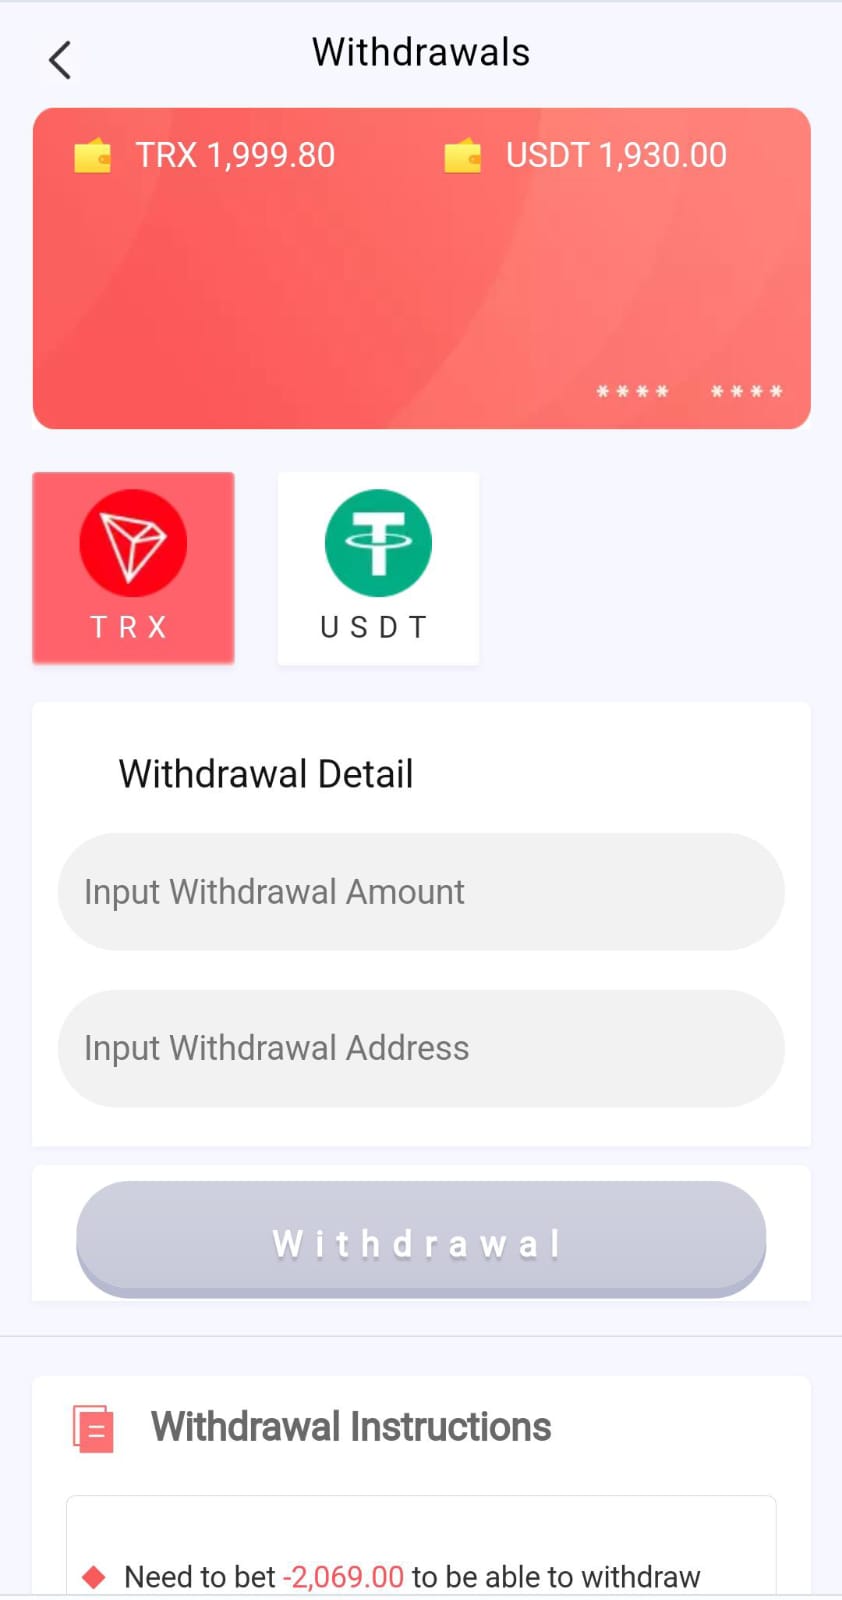 Withdrawals
TRX 1,999.80
USDT 1,930.00
**** ****
TRX
USDT
Withdrawal Detail
Input Withdrawal Amount
Input Withdrawal Address
Withdrawal
Withdrawal Instructions
Need to bet -2,069.00 to be able to withdraw